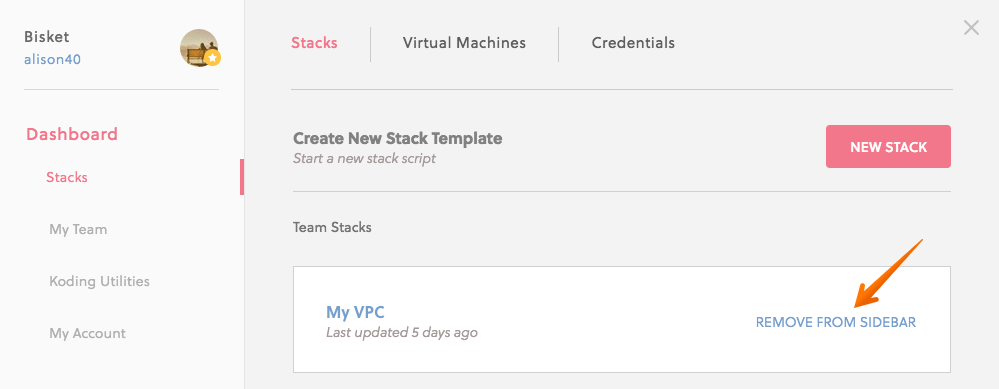 Bisket
alison40
Dashboard
Stacks
My Team
Koding Utilities
My Account
Stacks
Virtual Machines
Credentials
Create New Stack Template
Start a new stack script
NEW STACK
Team Stacks
My VPC
Last updated 5 days ago
REMOVE FROM SIDEBAR